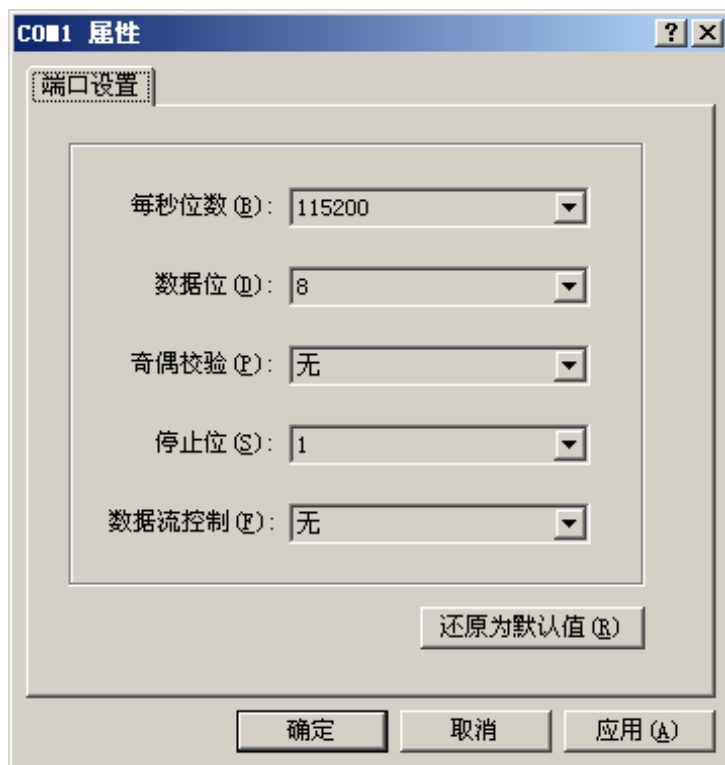 COM1 属性
端口设置
每秒位数(B): 115200
数据位(D): 8
奇偶校验(P): 无
停止位(S): 1
数据流控制(F): 无
还原为默认值(R)
确定 取消 应用(A)